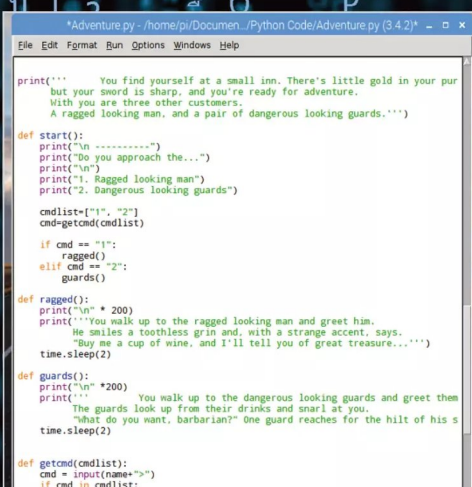 *Adventure.py - /home/pi/Documen.../Python Code/Adventure.py (3.4.2)*
File Edit Format Run Options Windows Help
print('''      You find yourself at a small inn. There's little gold in your pur
but your sword is sharp, and you're ready for adventure.
With you are three other customers.
A ragged looking man, and a pair of dangerous looking guards.''')
def start():
print("\n ----------")
print("Do you approach the...")
print("\n")
print("1. Ragged looking man")
print("2. Dangerous looking guards")
cmdlist=["1", "2"]
cmd=getcmd(cmdlist)
if cmd == "1":
ragged()
elif cmd == "2":
guards()
def ragged():
print("\n" * 200)
print('''You walk up to the ragged looking man and greet him.
He smiles a toothless grin and, with a strange accent, says.
"Buy me a cup of wine, and I'll tell you of great treasure...''')
time.sleep(2)
def guards():
print("\n" *200)
print('''      You walk up to the dangerous looking guards and greet them
The guards look up from their drinks and snarl at you.
"What do you want, barbarian?" One guard reaches for the hilt of his s
time.sleep(2)
def getcmd(cmdlist):
cmd = input(name+">")
if cmd in cmdlist: